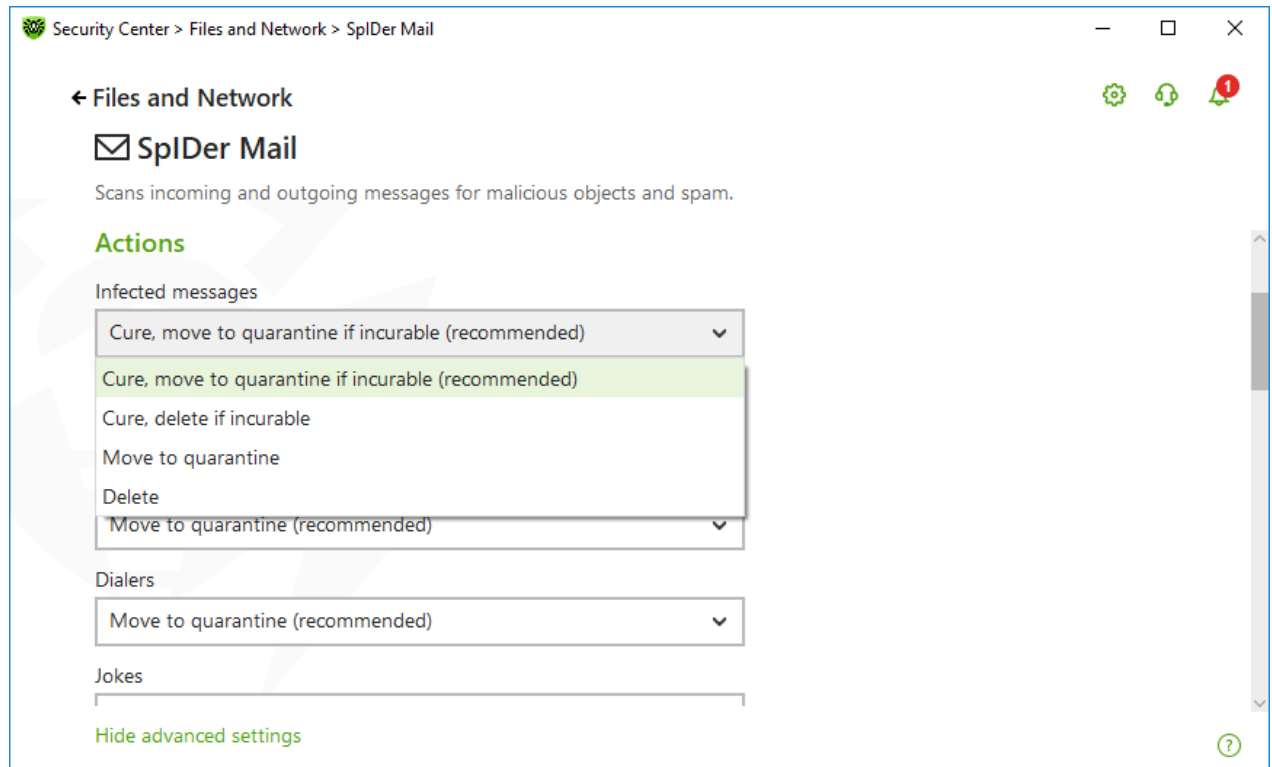 Security Center > Files and Network > SpIDer Mail
Files and Network
1
SpIDer Mail
Scans incoming and outgoing messages for malicious objects and spam.
Actions
Infected messages
Cure, move to quarantine if incurable (recommended)
Cure, move to quarantine if incurable (recommended)
Cure, delete if incurable
Move to quarantine
Delete
Move to quarantine (recommended)
Dialers
Move to quarantine (recommended)
Jokes
Hide advanced settings
?